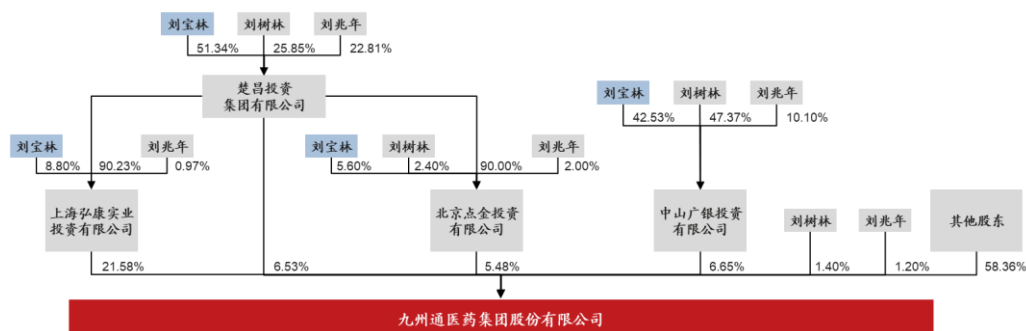 刘宝林 刘树林 刘兆年
51.34% 25.85% 22.81%
楚昌投资
集团有限公司
刘宝林 刘树林 刘兆年
42.53% 47.37% 10.10%
刘宝林 刘兆年
8.80% 90.23% 0.97%
刘宝林 刘树林 刘兆年
5.60% 2.40% 90.00% 2.00%
上海弘康实业
投资有限公司
北京点金投资
有限公司
中山广银投资
有限公司
刘树林
刘兆年
其他股东
21.58% 6.53% 5.48% 6.65% 1.40% 1.20% 58.36%
九州通医药集团股份有限公司